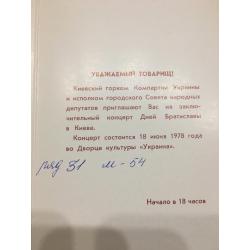 УВАЖАЕМЫЙ ТОВАРИЩ!
Киевский горком Компартии Украины
и исполком городского Совета народных
депутатов приглашают Вас на заклю-
чительный концерт Дней Братиславы
в Киеве.
Концерт состоится 18 июня 1978 года
во Дворце культуры «Украина».
ряд 31 м - 54
Начало в 18 часов